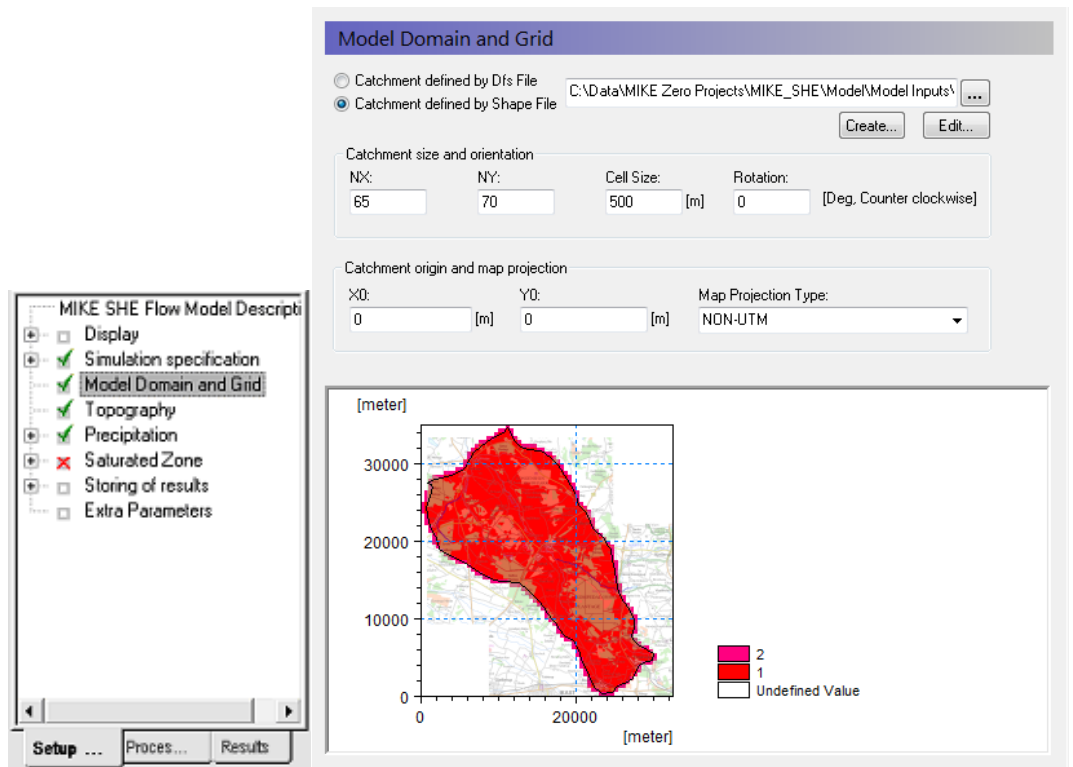 MIKE SHE Flow Model Descripti
Display
Simulation specification
Model Domain and Grid
Topography
Precipitation
Saturated Zone
Storing of results
Extra Parameters
Setup ... Proces... Results
Model Domain and Grid
Catchment defined by Dfs File
Catchment defined by Shape File C:\Data\MIKE Zero Projects\MIKE_SHE\Model\Model Inputs\ ...
Create... Edit...
Catchment size and orientation
NX: NY: Cell Size: Rotation:
65 70 500 [m] 0 [Deg, Counter clockwise]
Catchment origin and map projection
X0: Y0: Map Projection Type:
0 [m] 0 [m] NON-UTM
[meter]
30000
20000
10000
0
0 20000
[meter]
2
1
Undefined Value